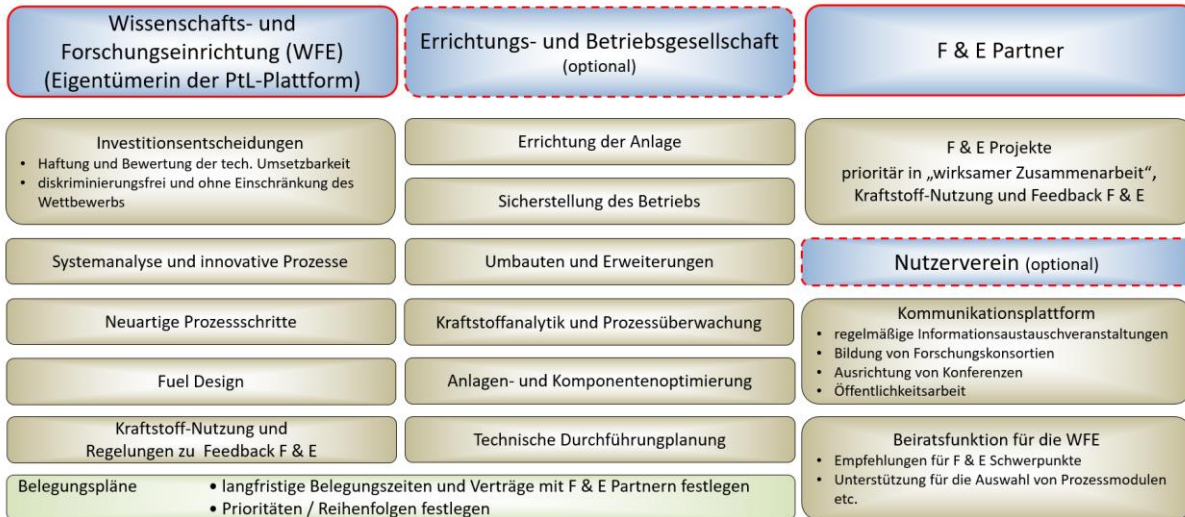 Wissenschafts- und
Forschungseinrichtung (WFE)
(Eigentümerin der PtL-Plattform)
Investitionsentscheidungen
• Haftung und Bewertung der tech. Umsetzbarkeit
• diskriminierungsfrei und ohne Einschränkung des
Wettbewerbs
Systemanalyse und innovative Prozesse
Neuartige Prozessschritte
Fuel Design
Kraftstoff-Nutzung und
Regelungen zu Feedback F & E
Errichtungs- und Betriebsgesellschaft
(optional)
Errichtung der Anlage
Sicherstellung des Betriebs
Umbauten und Erweiterungen
Kraftstoffanalytik und Prozessüberwachung
Anlagen- und Komponentenoptimierung
Technische Durchführplanung
Belegungspläne • langfristige Belegungszeiten und Verträge mit F & E Partnern festlegen
• Prioritäten / Reihenfolgen festlegen
F & E Partner
F & E Projekte
prioritär in „wirksamer Zusammenarbeit“,
Kraftstoff-Nutzung und Feedback F & E
Nutzerverein (optional)
Kommunikationsplattform
• regelmäßige Informationsaustauschveranstaltungen
• Bildung von Forschungskonsortien
• Ausrichtung von Konferenzen
• Öffentlichkeitsarbeit
Beiratsfunktion für die WFE
• Empfehlungen für F & E Schwerpunkte
• Unterstützung für die Auswahl von Prozessmodulen
etc.